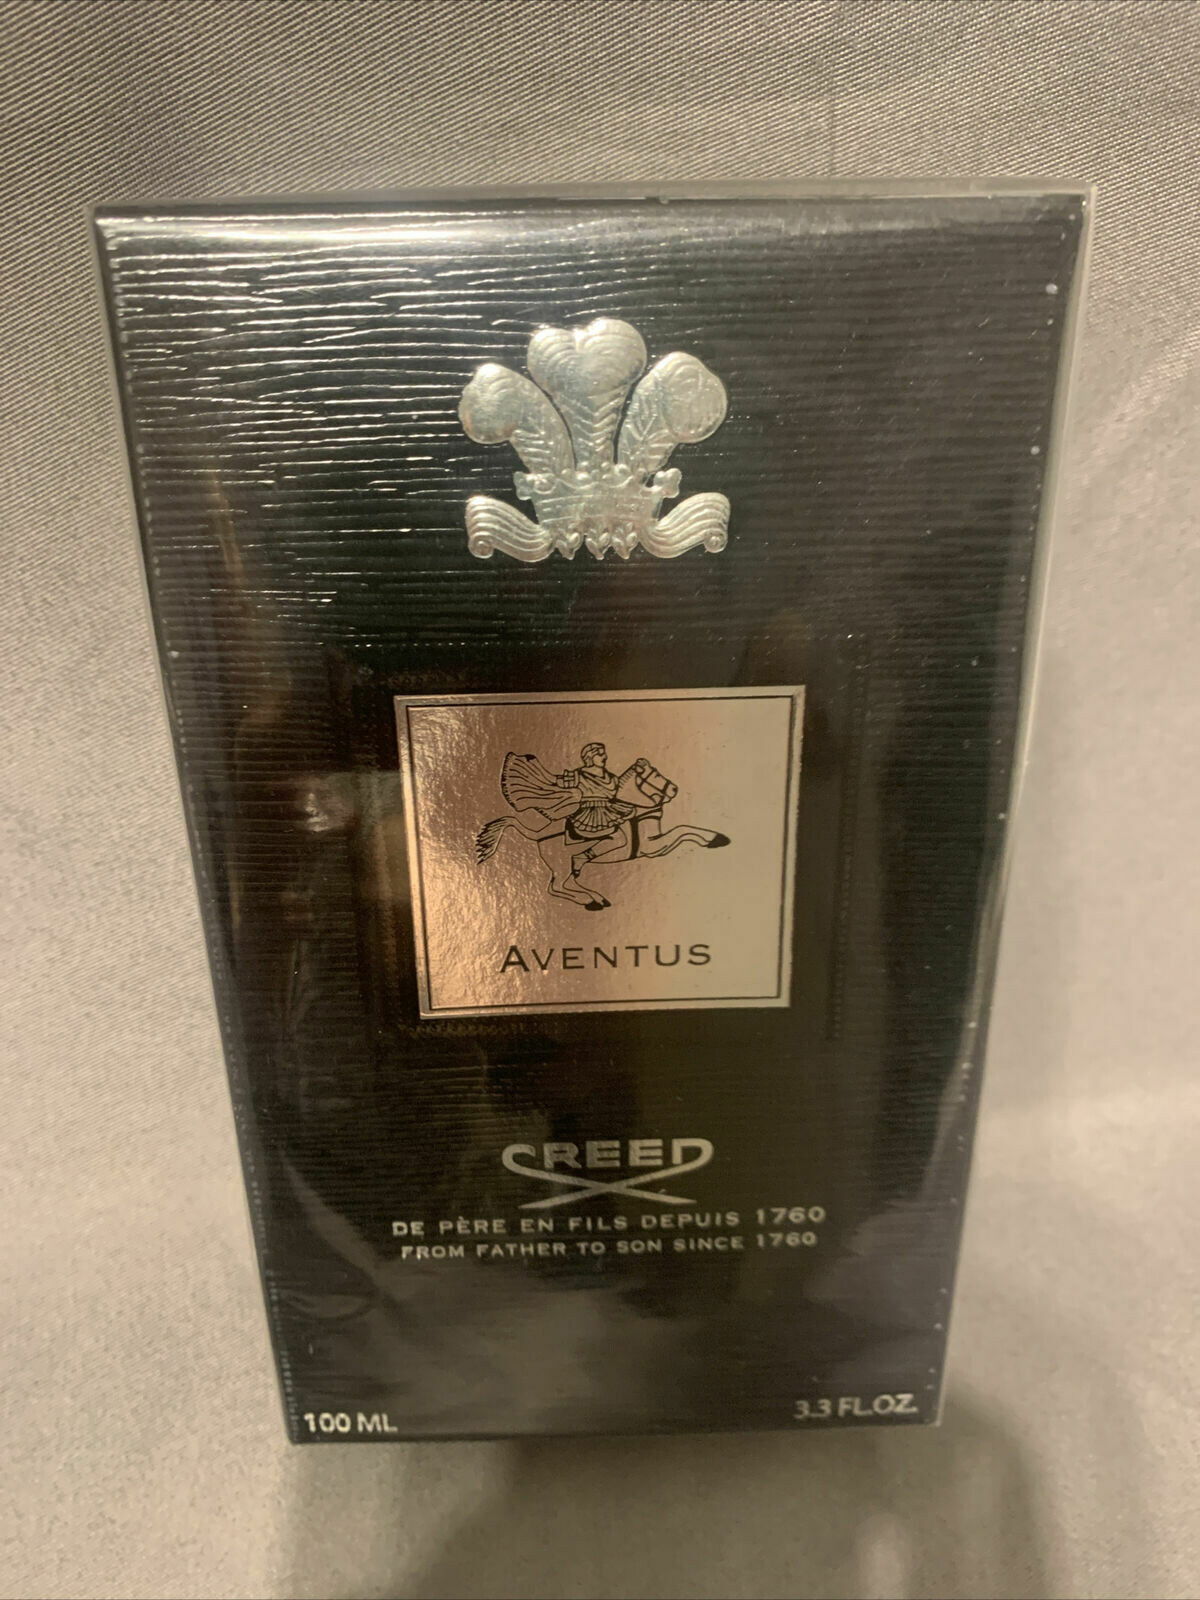 AVENTUS
CREED
DE PÈRE EN FILS DEPUIS 1760
FROM FATHER TO SON SINCE 1760
100 ML 3.3 FL.OZ.